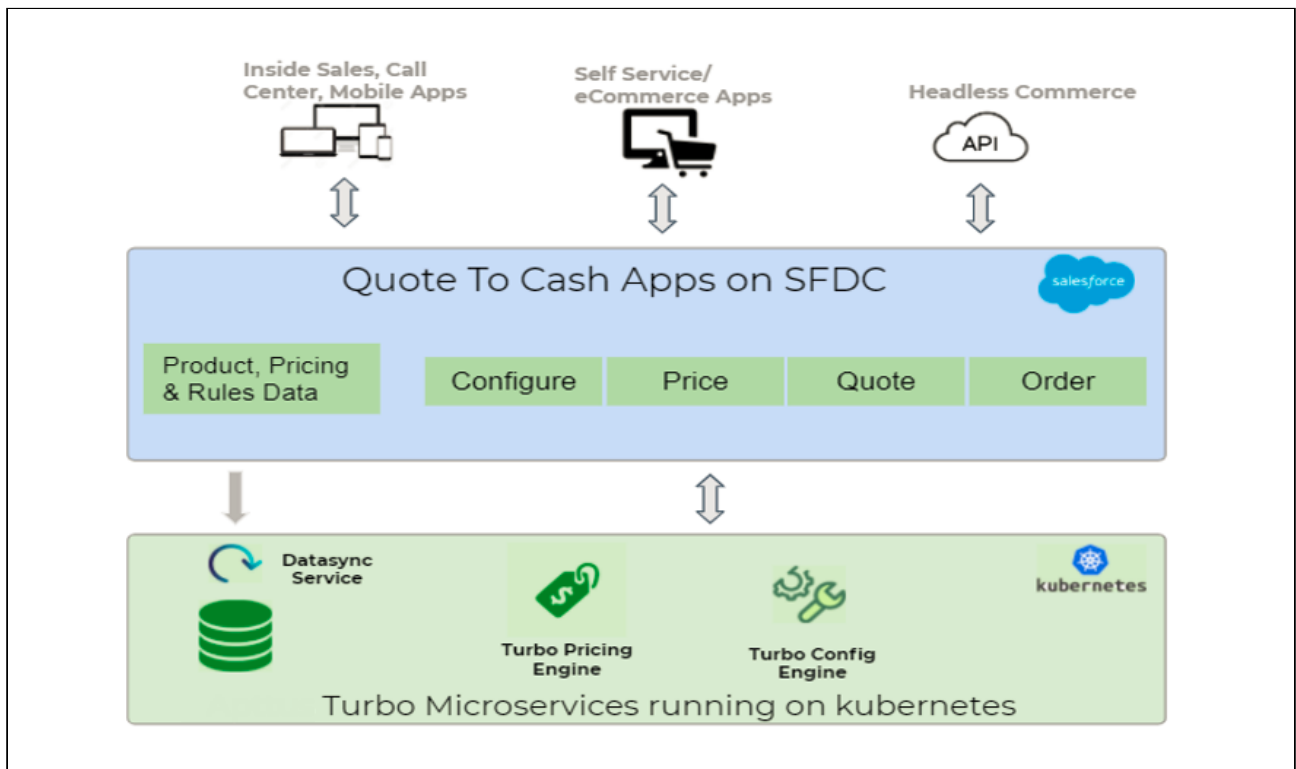 Inside Sales, Call
Center, Mobile Apps
Self Service/
eCommerce Apps
Headless Commerce
API
Quote To Cash Apps on SFDC
salesforce
Product, Pricing
& Rules Data
Configure
Price
Quote
Order
Datasync
Service
kubernetes
$
Turbo Pricing
Engine
Turbo Config
Engine
Turbo Microservices running on kubernetes